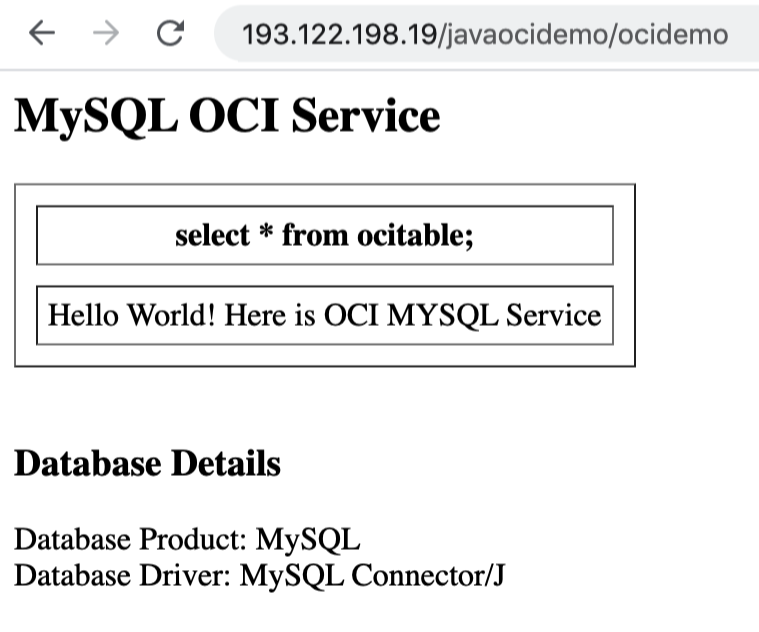 193.122.198.19/javaocidemo/ocidemo
MySQL OCI Service
select * from ocitable;
Hello World! Here is OCI MYSQL Service
Database Details
Database Product: MySQL
Database Driver: MySQL Connector/J